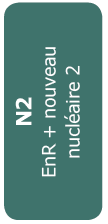 N2
EnR + nouveau
nucléaire 2